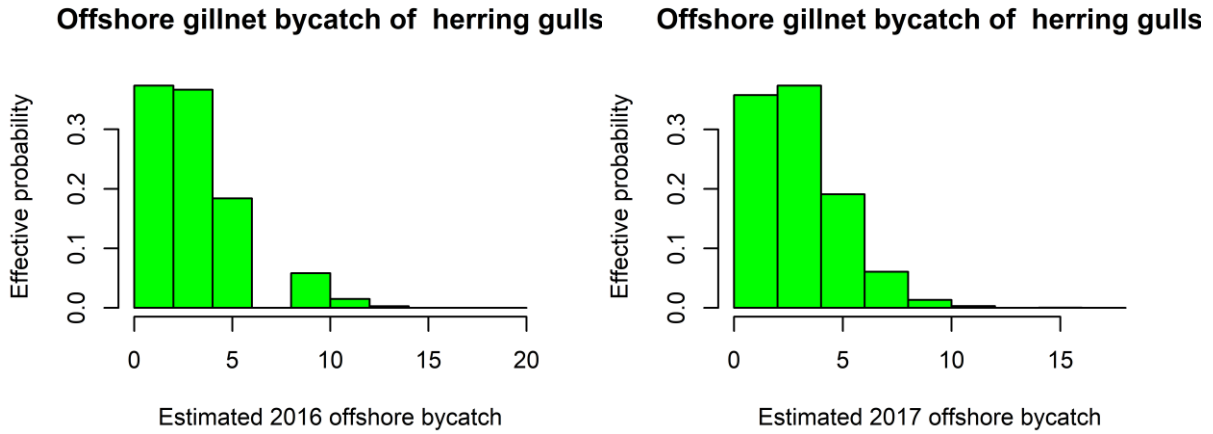 Offshore gillnet bycatch of  herring gulls
Effective probability
0.3
0.2
0.1
0.0
0 5 10 15 20
Estimated 2016 offshore bycatch
Offshore gillnet bycatch of  herring gulls
Effective probability
0.3
0.2
0.1
0.0
0 5 10 15
Estimated 2017 offshore bycatch